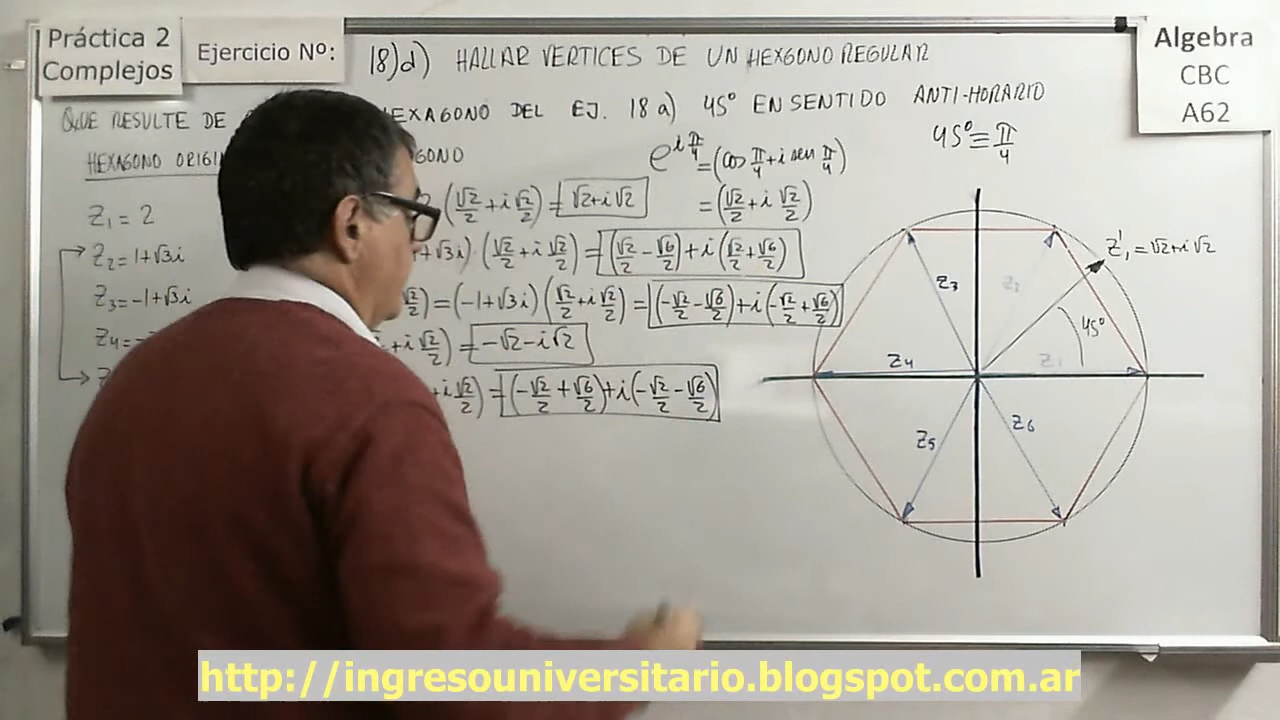 Práctica 2
Complejos
Ejercicio Nº:
18)d) HALLAR VERTICES DE UN HEXGONO REGULAR
Algebra
CBC
A62
QUE RESULTE DE HEXAGONO DEL EJ. 18 a) 45° EN SENTIDO ANTI-HORARIO
45° ≡ π/4
HEXAGONO
e^{iπ/4} = (cos π/4 + i sen π/4)
= (√2/2 + i √2/2)
Z₁ = 2
(√2/2 + i √2/2) = √2 + i√2
Z₂ = 1+√3i
+√3i)·(√2/2 + i √2/2) = (√2/2 − √6/2) + i(√2/2 + √6/2)
Z₃ = −1+√3i
√2/2) = (−1+√3i)(√2/2 + i√2/2) = (−√2/2 − √6/2) + i(−√2/2 + √6/2)
Z₄ = −
+ i√2/2) = −√2 − i√2
+ i√2/2) = (−√2/2 + √6/2) + i(−√2/2 − √6/2)
Z'₁ = √2 + i√2
Z₃
Z₂
45°
Z₄
Z₁
Z₅
Z₆
http://ingresouniversitario.blogspot.com.ar